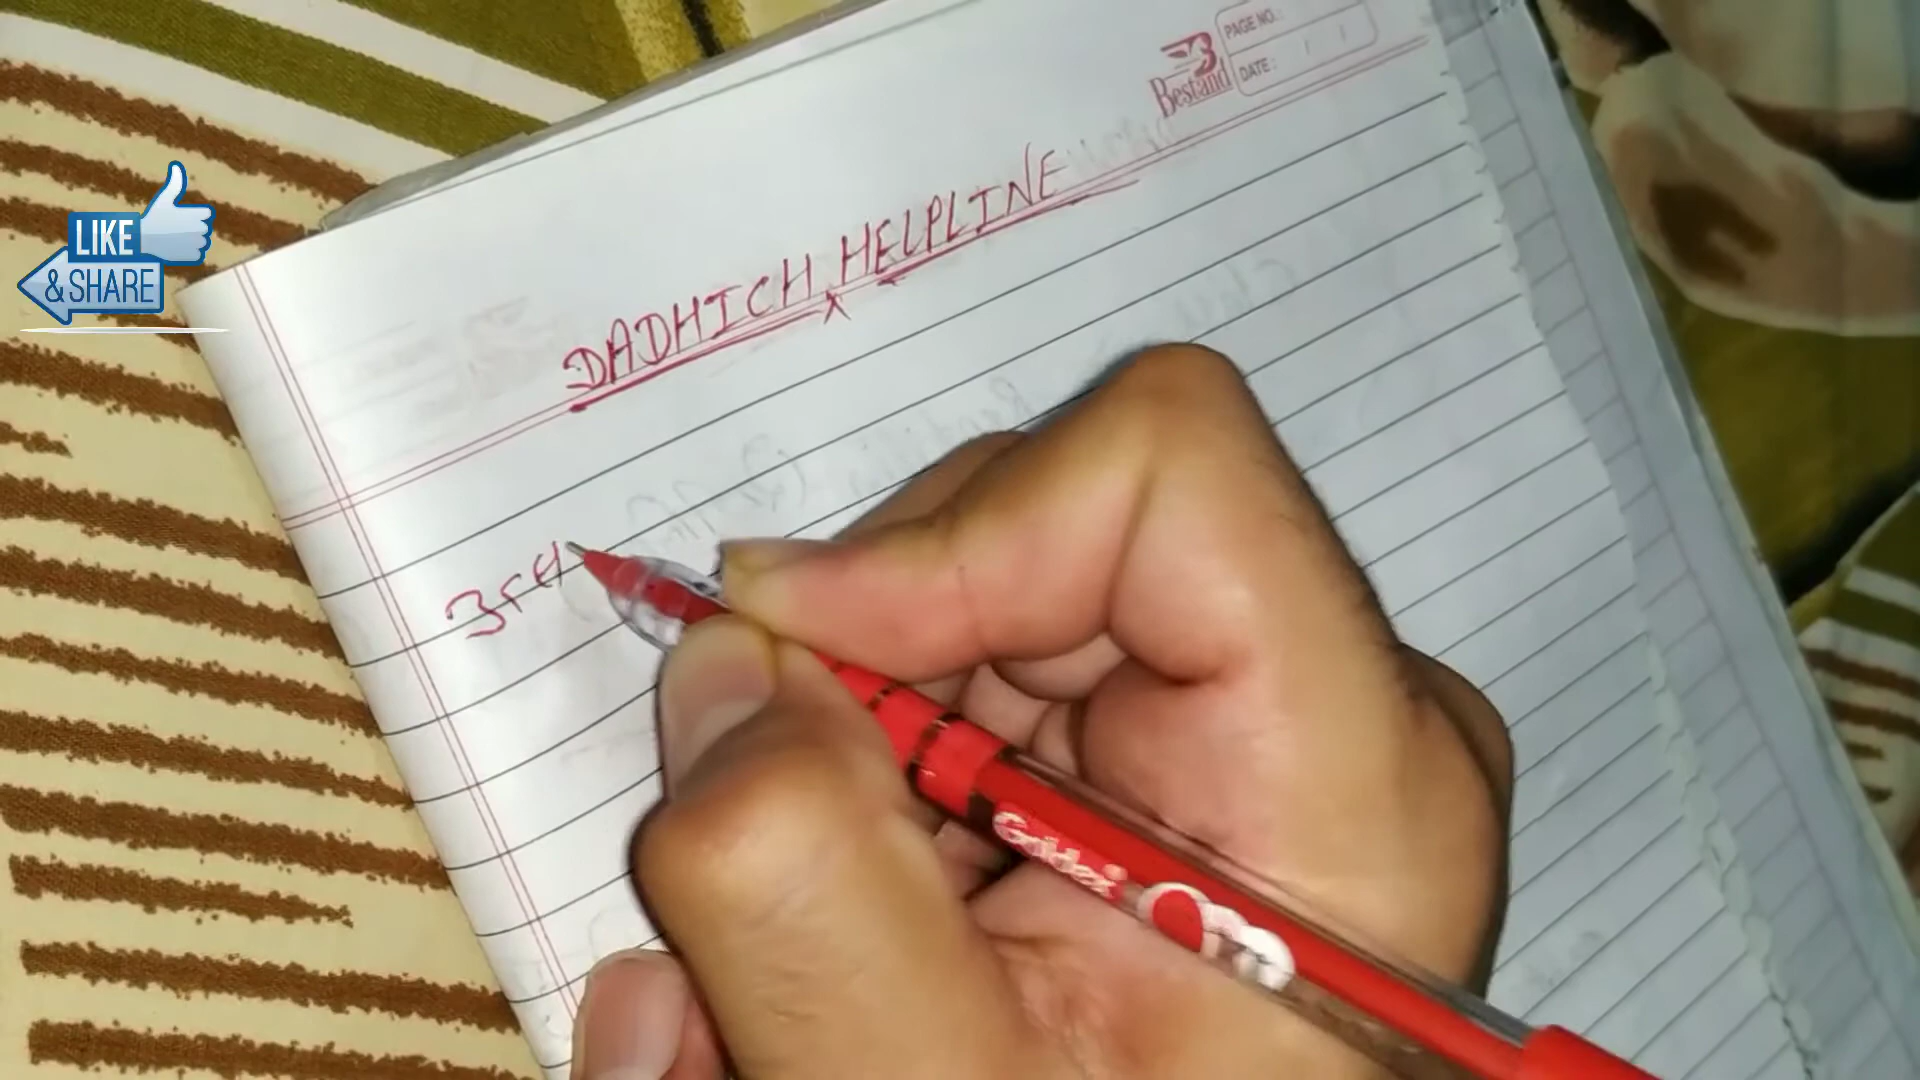 PAGE NO.:
DATE:
Bestand
DADHICH HELPLINE
LIKE
& SHARE
Goldex